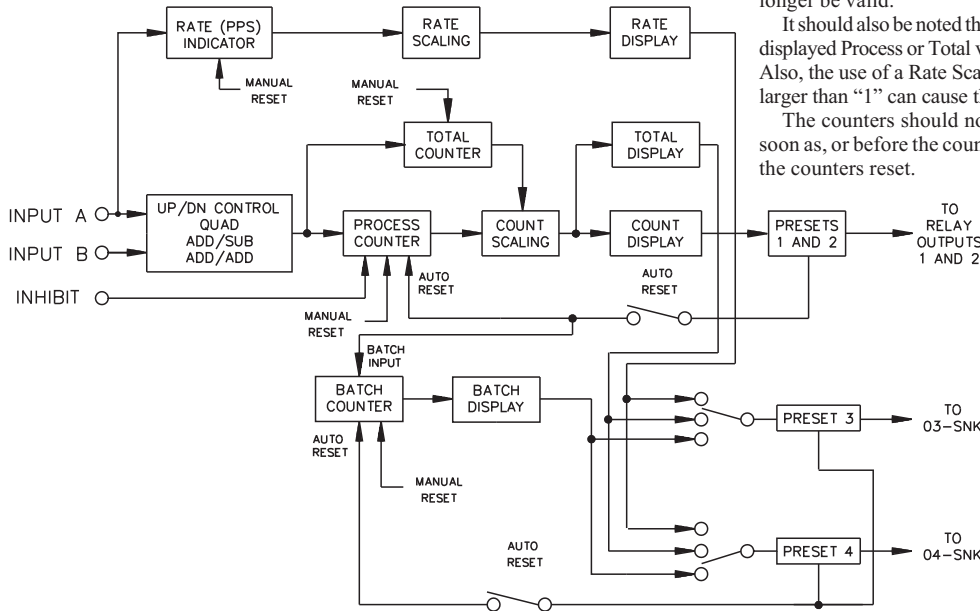 longer be valid.
It should also be noted th
displayed Process or Total v
Also, the use of a Rate Sca
larger than “1” can cause th
The counters should no
soon as, or before the coun
the counters reset.
RATE (PPS)
INDICATOR
RATE
SCALING
RATE
DISPLAY
MANUAL
RESET
MANUAL
RESET
TOTAL
COUNTER
TOTAL
DISPLAY
INPUT A
INPUT B
INHIBIT
UP/DN CONTROL
QUAD
ADD/SUB
ADD/ADD
PROCESS
COUNTER
COUNT
SCALING
COUNT
DISPLAY
PRESETS
1 AND 2
TO
RELAY
OUTPUTS
1 AND 2
AUTO
RESET
AUTO
RESET
MANUAL
RESET
BATCH
INPUT
BATCH
COUNTER
BATCH
DISPLAY
AUTO
RESET
MANUAL
RESET
PRESET 3
TO
03-SNK
AUTO
RESET
PRESET 4
TO
04-SNK